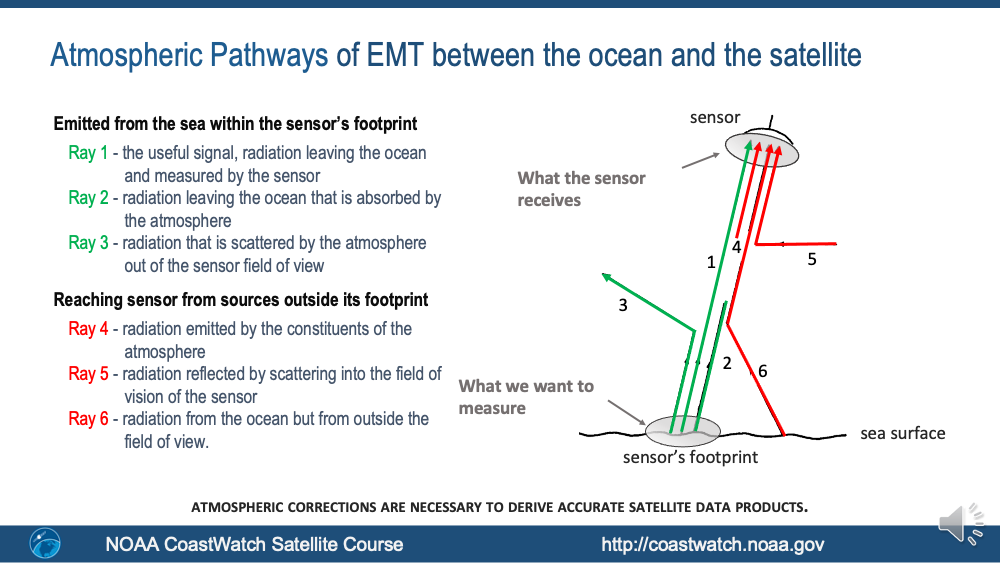 Atmospheric Pathways of EMT between the ocean and the satellite
Emitted from the sea within the sensor's footprint
Ray 1 - the useful signal, radiation leaving the ocean
and measured by the sensor
Ray 2 - radiation leaving the ocean that is absorbed by
the atmosphere
Ray 3 - radiation that is scattered by the atmosphere
out of the sensor field of view
Reaching sensor from sources outside its footprint
Ray 4 - radiation emitted by the constituents of the
atmosphere
Ray 5 - radiation reflected by scattering into the field of
vision of the sensor
Ray 6 - radiation from the ocean but from outside the
field of view.
sensor
What the sensor
receives
4
1
5
3
2
6
What we want to
measure
sea surface
sensor's footprint
ATMOSPHERIC CORRECTIONS ARE NECESSARY TO DERIVE ACCURATE SATELLITE DATA PRODUCTS.
NOAA CoastWatch Satellite Course
http://coastwatch.noaa.gov